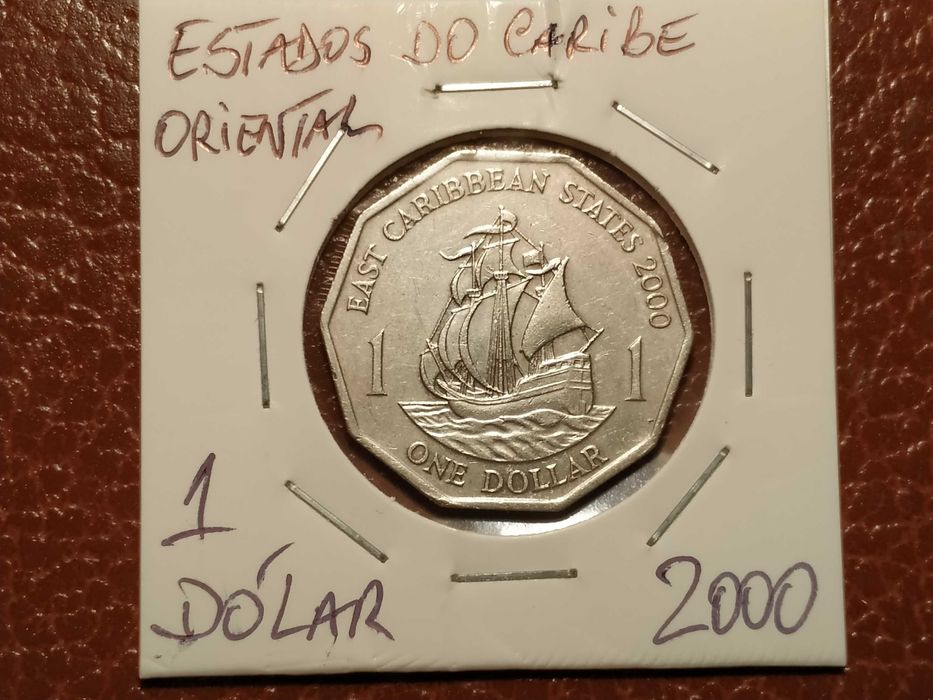 ESTADOS DO CARIBE
ORIENTAL
EAST CARIBBEAN STATES 2000
1 1
ONE DOLLAR
1
DÓLAR
2000